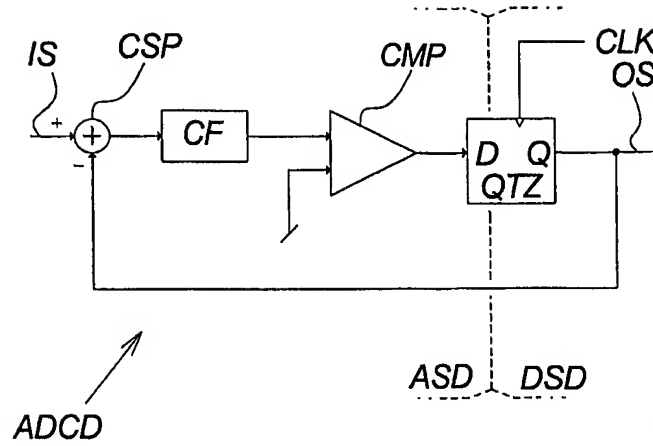 IS
CSP
CMP
CLK
OS
+
CF
+
-
D Q
QTZ
ASD
DSD
ADCD